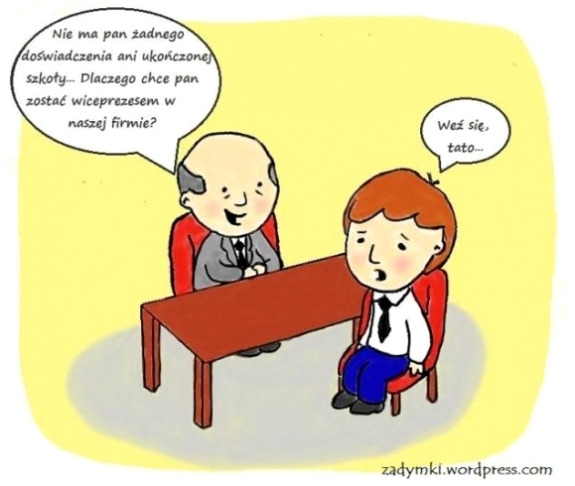 Nie ma pan żadnego
doświadczenia ani ukończonej
szkoły... Dlaczego chce pan
zostać wiceprezesem w
naszej firmie?
Weź się,
tato...
zadymki.wordpress.com